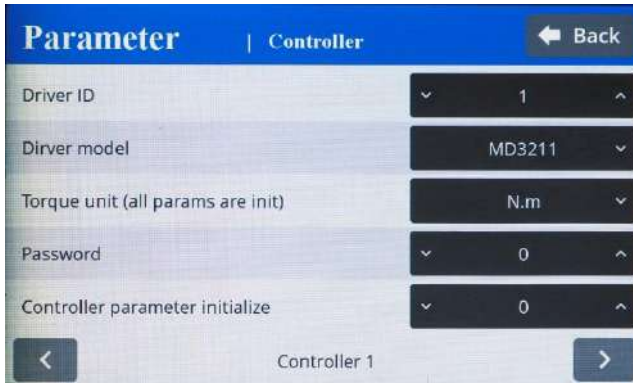 Parameter | Controller Back
Driver ID 1
Dirver model MD3211
Torque unit (all params are init) N.m
Password 0
Controller parameter initialize 0
Controller 1